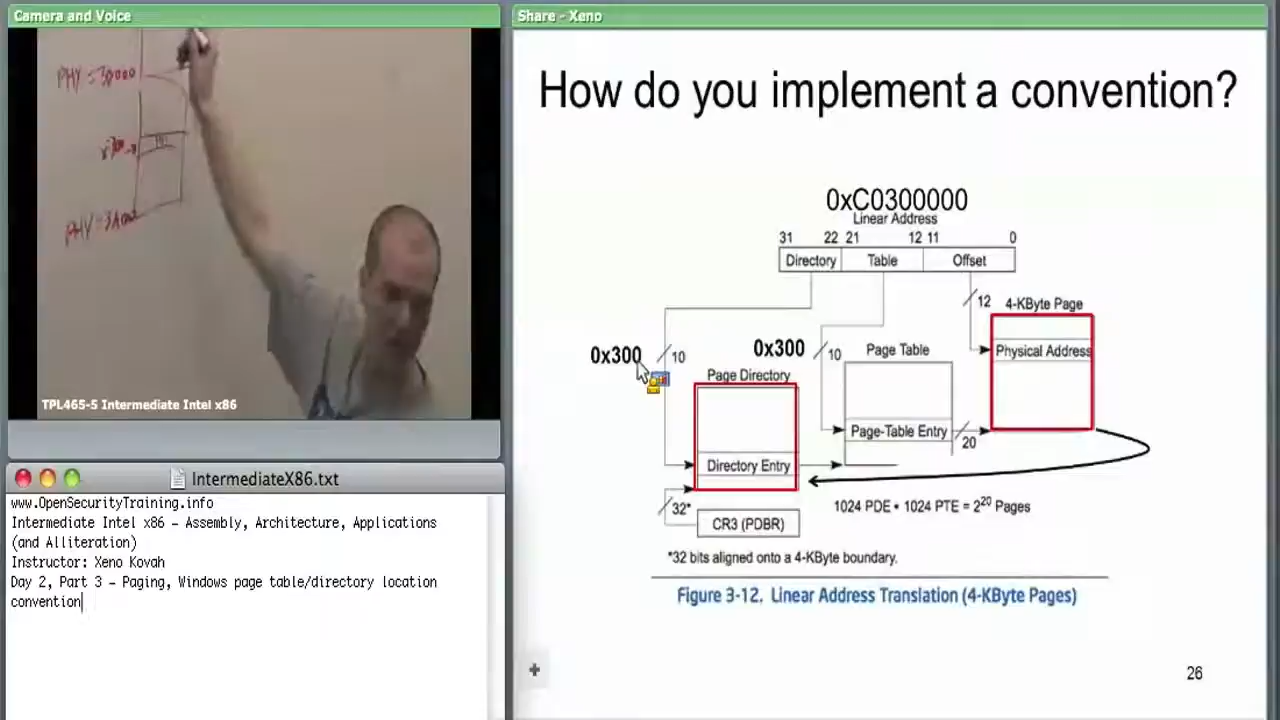 Camera and Voice
PHY = 30000
TPL465-5 Intermediate Intel x86
IntermediateX86.txt
www.OpenSecurityTraining.info
Intermediate Intel x86 – Assembly, Architecture, Applications
(and Alliteration)
Instructor: Xeno Kovah
Day 2, Part 3 – Paging, Windows page table/directory location
convention
Share - Xeno
How do you implement a convention?
0xC0300000
Linear Address
31 22 21 12 11 0
Directory Table Offset
12 4-KByte Page
0x300 10 0x300 10 Page Table Physical Address
Page Directory
Page-Table Entry 20
Directory Entry
32*
1024 PDE • 1024 PTE = 2²⁰ Pages
CR3 (PDBR)
*32 bits aligned onto a 4-KByte boundary.
Figure 3-12. Linear Address Translation (4-KByte Pages)
+
26